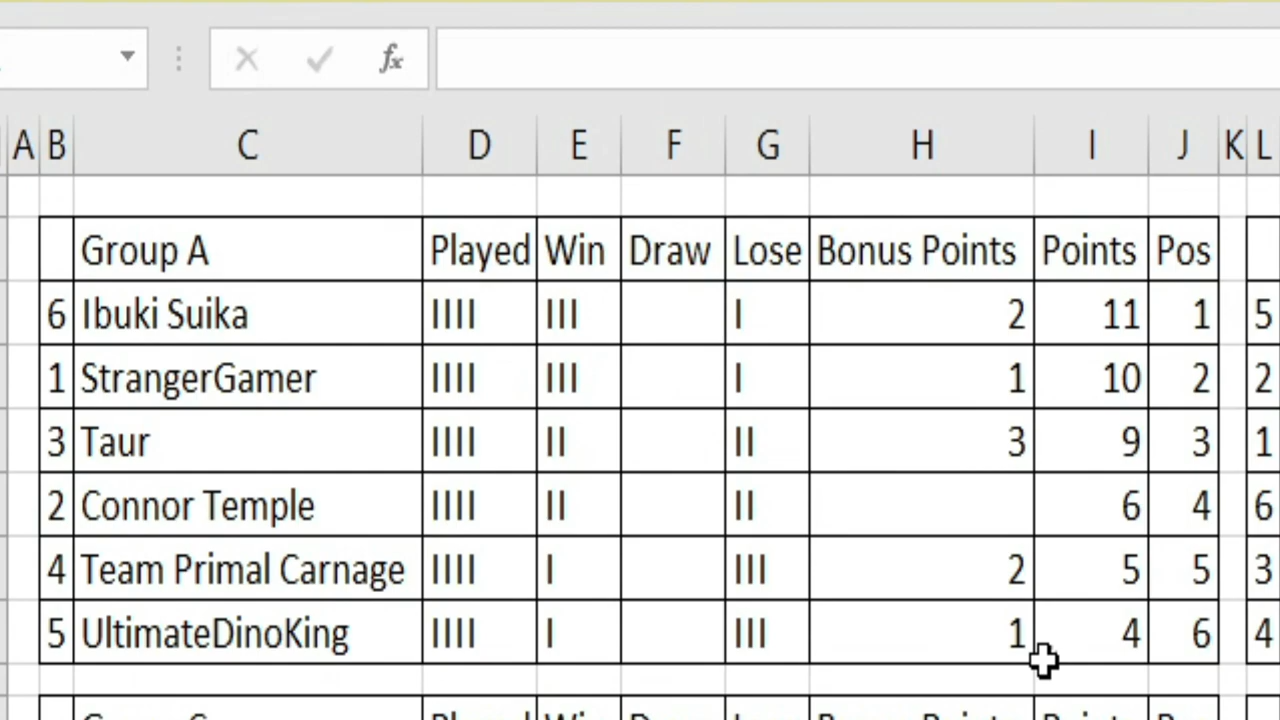 fx
A B C D E F G H I J K L
Group A Played Win Draw Lose Bonus Points Points Pos
6 Ibuki Suika IIII III I 2 11 1 5
1 StrangerGamer IIII III I 1 10 2 2
3 Taur IIII II II 3 9 3 1
2 Connor Temple IIII II II 6 4 6
4 Team Primal Carnage IIII I III 2 5 5 3
5 UltimateDinoKing IIII I III 1 4 6 4